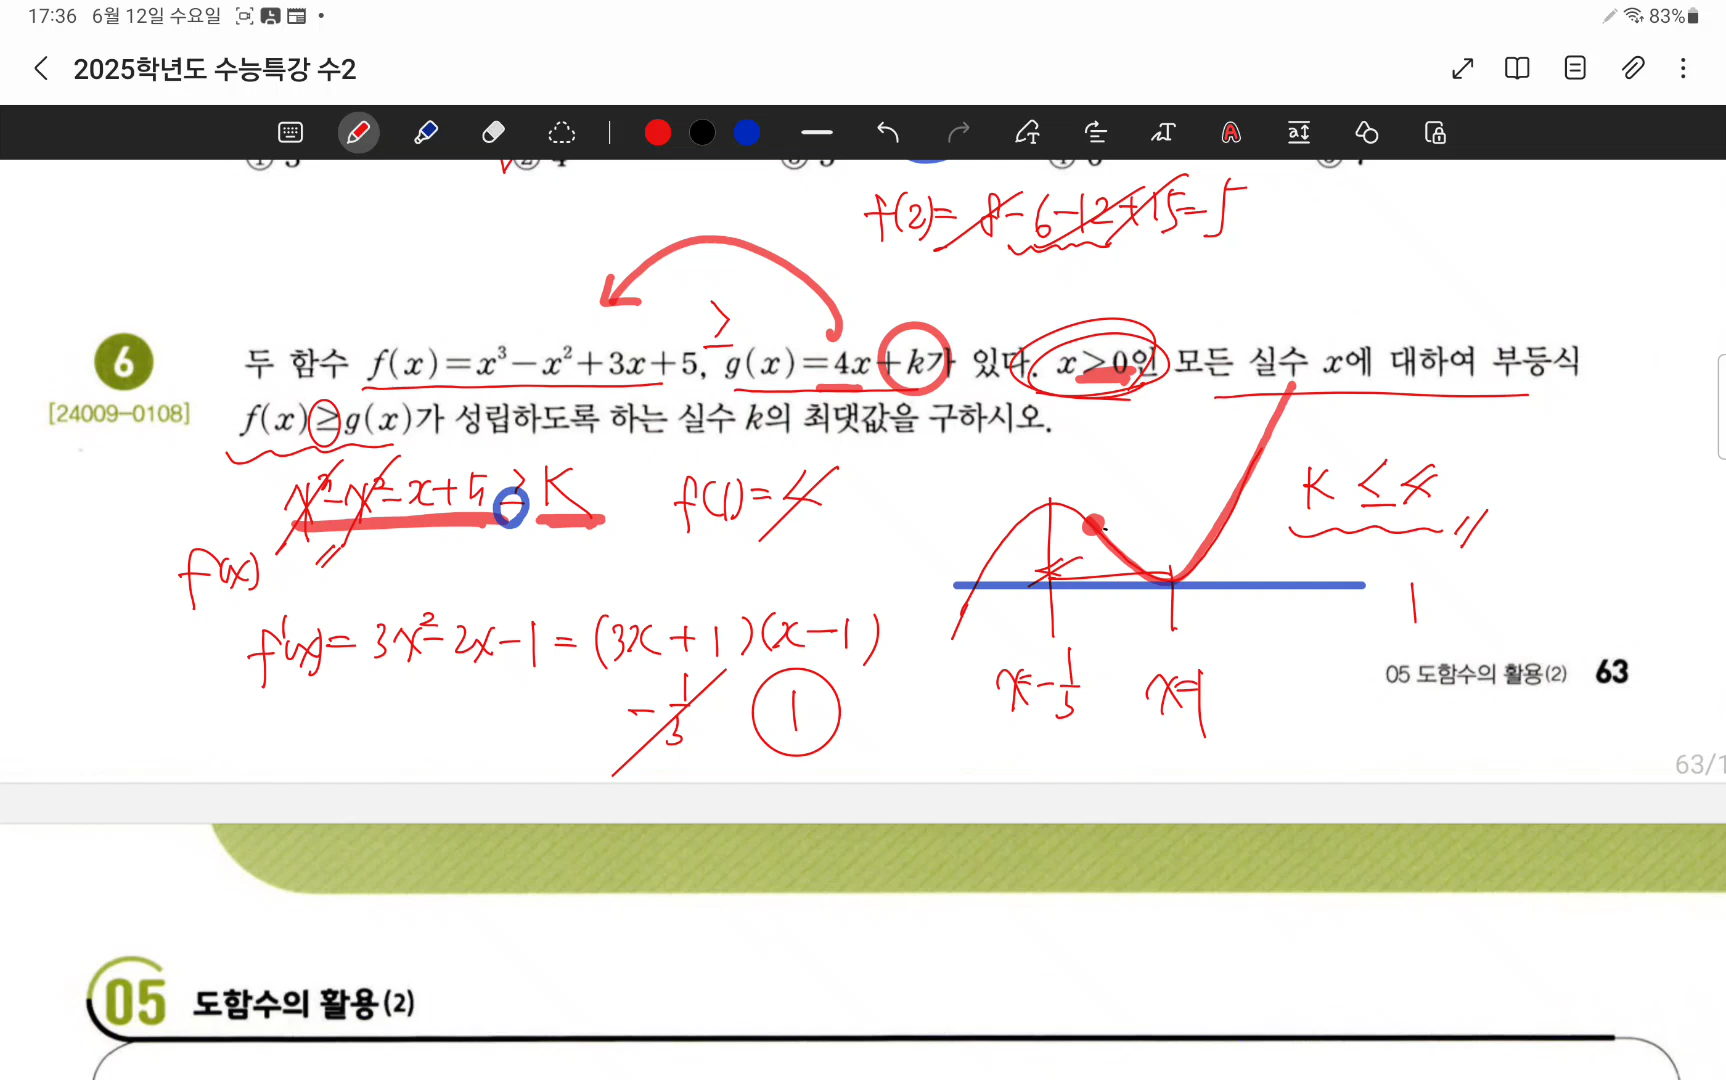 17:36 6월 12일 수요일
83%
2025학년도 수능특강 수2
f(2)= 8-6-12+15=5
≥
6 두 함수 f(x)=x³-x²+3x+5, g(x)=4x+k가 있다. x>0인 모든 실수 x에 대하여 부등식
[24009-0108] f(x)≥g(x)가 성립하도록 하는 실수 k의 최댓값을 구하시오.
x³-x²-x+5≥K
f(1)=4
K≤4
f(x)
1
f'(x)=3x²-2x-1=(3x+1)(x-1)
-1/3 1
x=-1/3 x=1
05 도함수의 활용(2) 63
63/1
05 도함수의 활용(2)